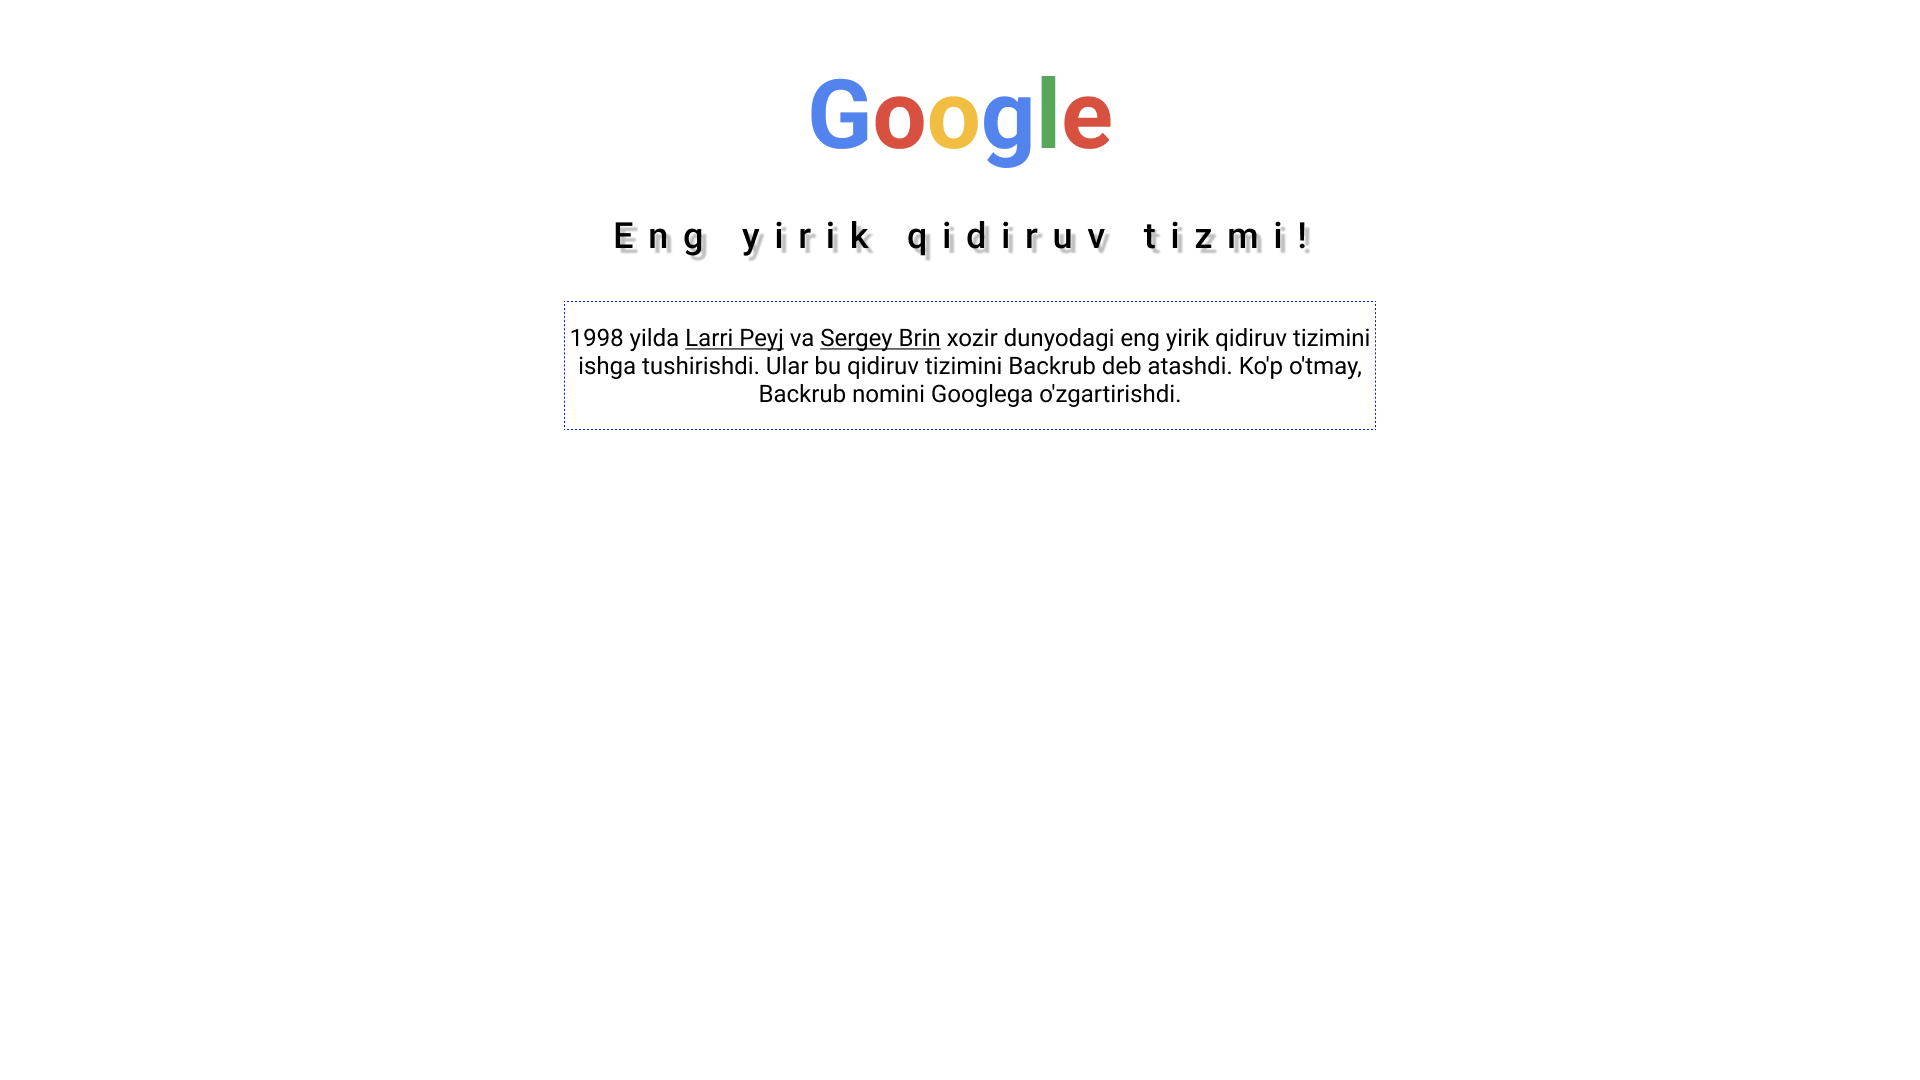 Google
Eng yirik qidiruv tizmi!
1998 yilda Larri Peyj va Sergey Brin xozir dunyodagi eng yirik qidiruv tizimini
ishga tushirishdi. Ular bu qidiruv tizimini Backrub deb atashdi. Ko'p o'tmay,
Backrub nomini Googlega o'zgartirishdi.